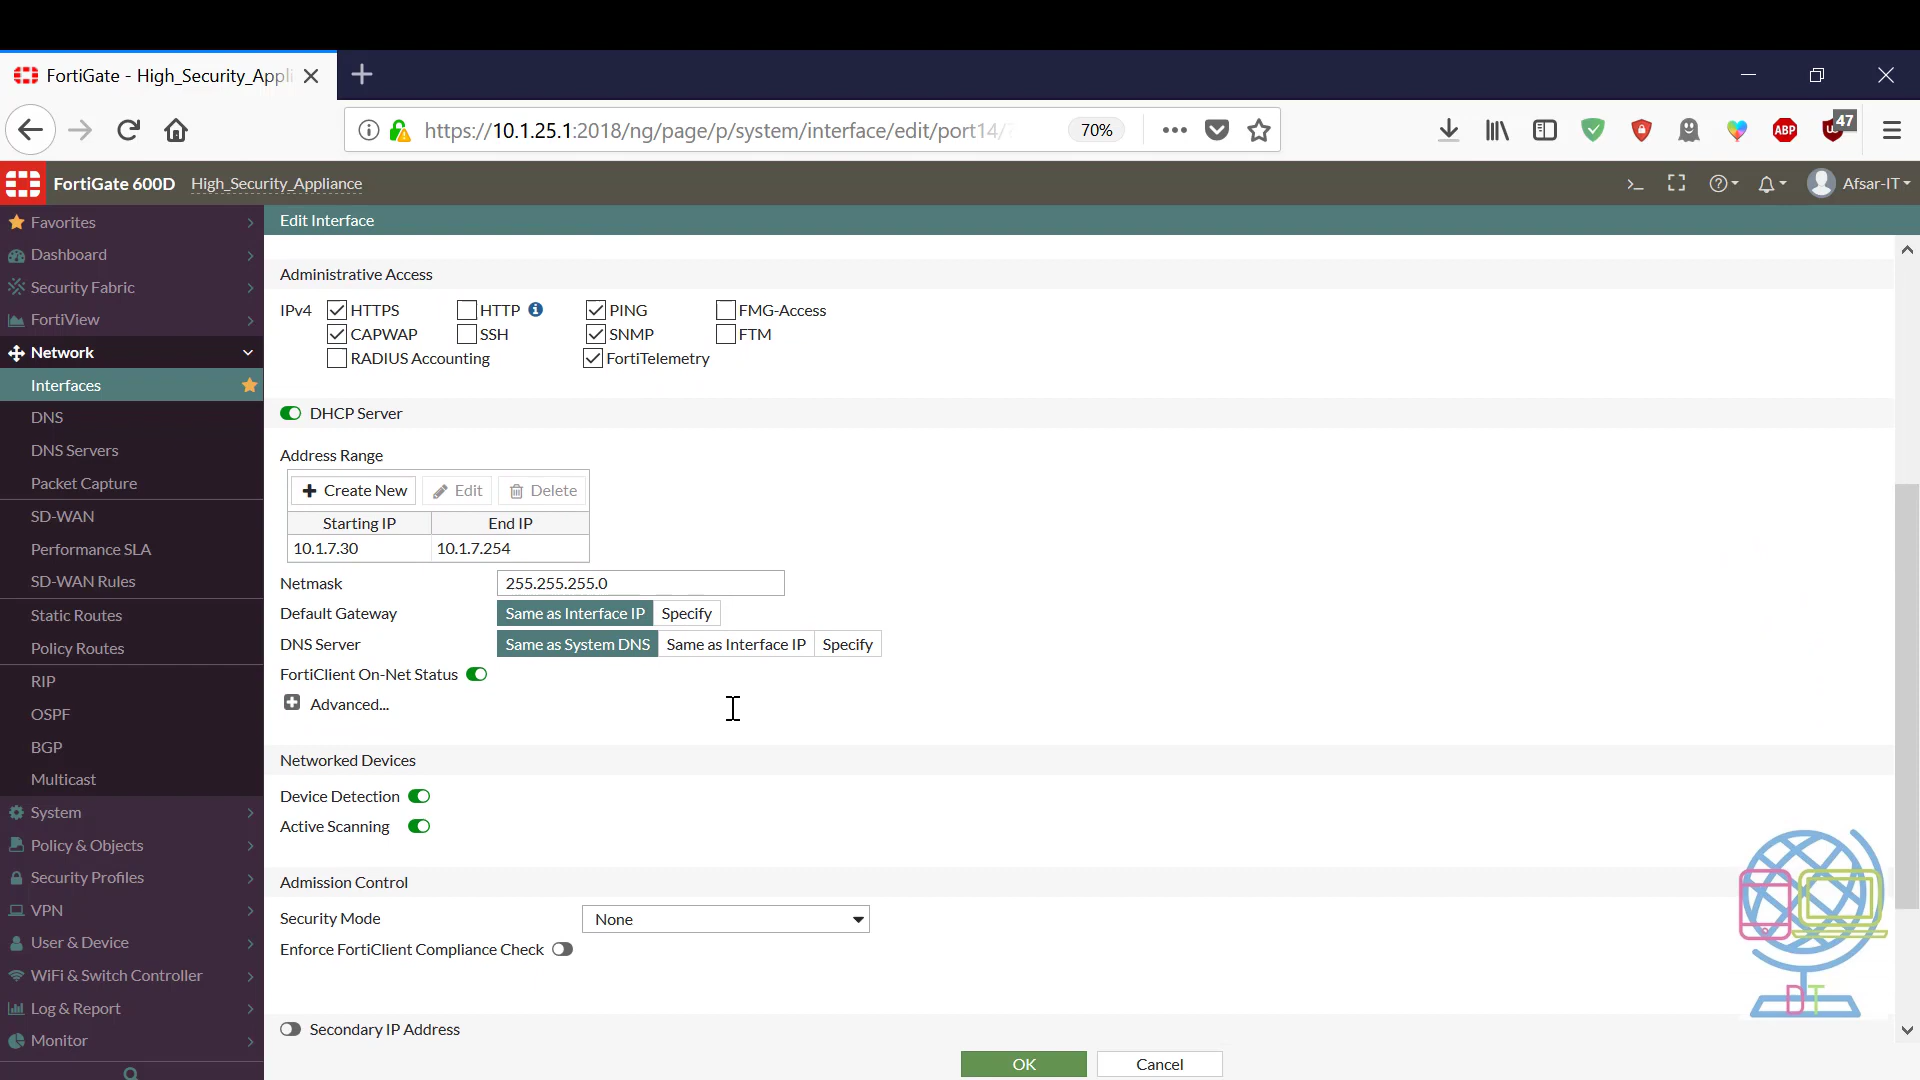 FortiGate - High_Security_Appli
https://10.1.25.1:2018/ng/page/p/system/interface/edit/port14/?
70%
ABP
47
FortiGate 600D High_Security_Appliance
Afsar-IT
Favorites
Dashboard
Security Fabric
FortiView
Network
Interfaces
DNS
DNS Servers
Packet Capture
SD-WAN
Performance SLA
SD-WAN Rules
Static Routes
Policy Routes
RIP
OSPF
BGP
Multicast
System
Policy & Objects
Security Profiles
VPN
User & Device
WiFi & Switch Controller
Log & Report
Monitor
Edit Interface
Administrative Access
IPv4 HTTPS HTTP PING FMG-Access
CAPWAP SSH SNMP FTM
RADIUS Accounting FortiTelemetry
DHCP Server
Address Range
Create New Edit Delete
Starting IP End IP
10.1.7.30 10.1.7.254
Netmask 255.255.255.0
Default Gateway Same as Interface IP Specify
DNS Server Same as System DNS Same as Interface IP Specify
FortiClient On-Net Status
Advanced...
Networked Devices
Device Detection
Active Scanning
Admission Control
Security Mode None
Enforce FortiClient Compliance Check
Secondary IP Address
OK Cancel
DT